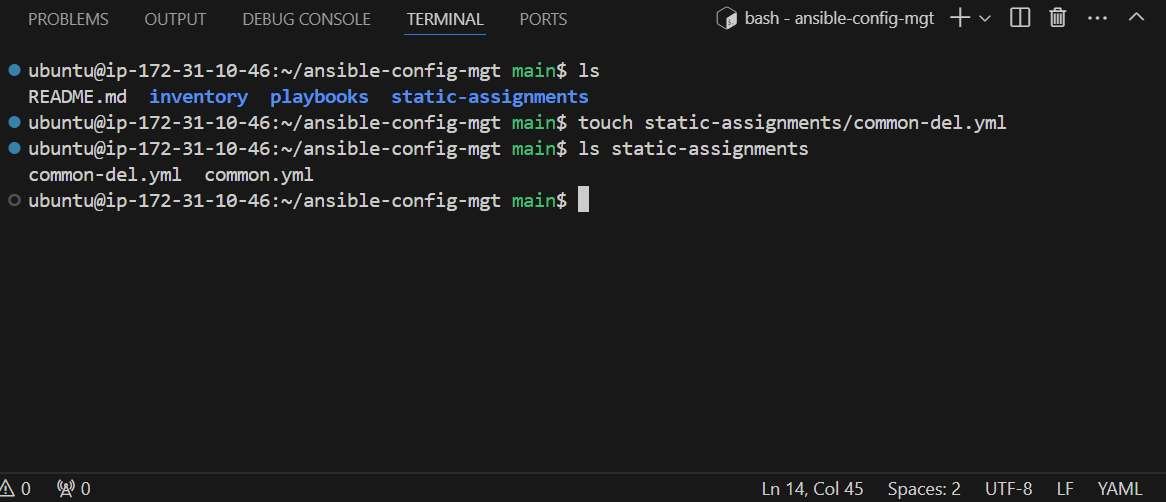 PROBLEMS OUTPUT DEBUG CONSOLE TERMINAL PORTS bash - ansible-config-mgt
ubuntu@ip-172-31-10-46:~/ansible-config-mgt main$ ls
README.md inventory playbooks static-assignments
ubuntu@ip-172-31-10-46:~/ansible-config-mgt main$ touch static-assignments/common-del.yml
ubuntu@ip-172-31-10-46:~/ansible-config-mgt main$ ls static-assignments
common-del.yml common.yml
ubuntu@ip-172-31-10-46:~/ansible-config-mgt main$
0 0 Ln 14, Col 45 Spaces: 2 UTF-8 LF YAML